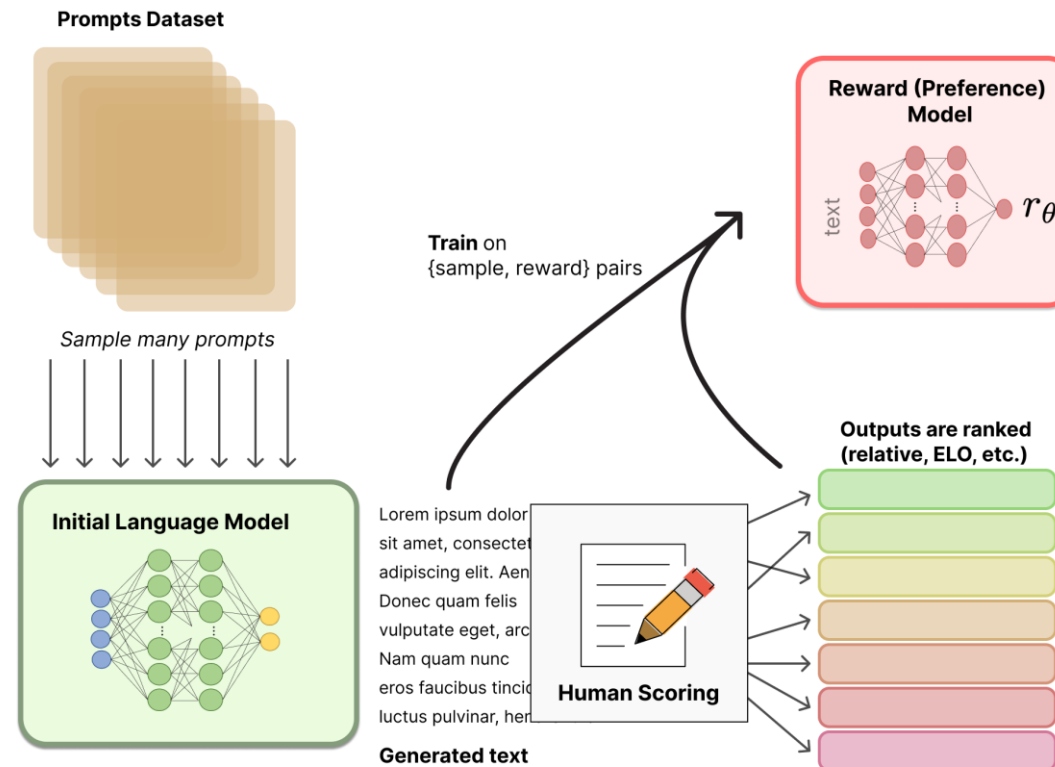 Prompts Dataset
Sample many prompts
Initial Language Model
Train on
{sample, reward} pairs
Reward (Preference)
Model
text
r_θ
Lorem ipsum dolor
sit amet, consectet
adipiscing elit. Aen
Donec quam felis
vulputate eget, arc
Nam quam nunc
eros faucibus tincid
luctus pulvinar, her
Generated text
Human Scoring
Outputs are ranked
(relative, ELO, etc.)